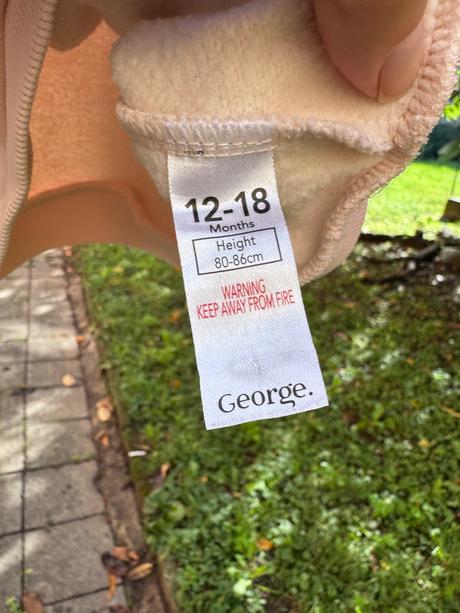 12-18
Months
Height
80-86cm
WARNING
KEEP AWAY FROM FIRE
George.